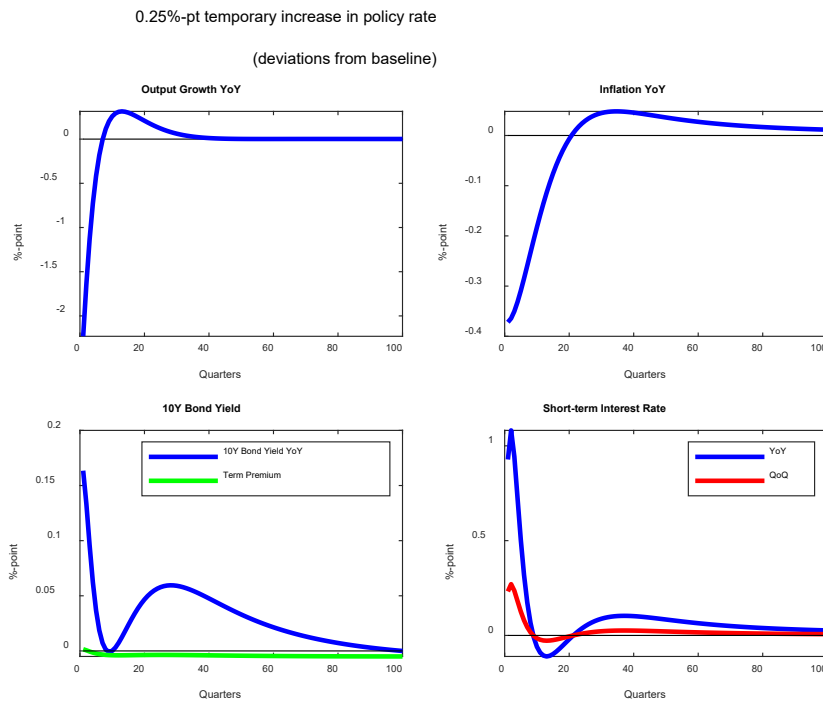 0.25%-pt temporary increase in policy rate
(deviations from baseline)
Output Growth YoY
%-point
0
-0.5
-1
-1.5
-2
0 20 40 60 80 100
Quarters
Inflation YoY
%-point
0
-0.1
-0.2
-0.3
-0.4
0 20 40 60 80 100
Quarters
10Y Bond Yield
%-point
0.2
0.15
0.1
0.05
0
10Y Bond Yield YoY
Term Premium
0 20 40 60 80 100
Quarters
Short-term Interest Rate
%-point
1
0.5
0
YoY
QoQ
0 20 40 60 80 100
Quarters